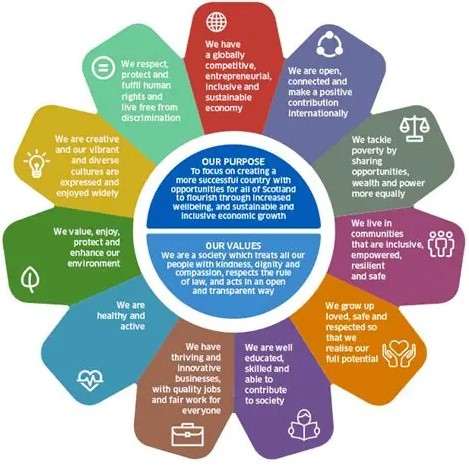 OUR PURPOSE
To focus on creating a
more successful country with
opportunities for all of Scotland
to flourish through increased
wellbeing, and sustainable and
inclusive economic growth
OUR VALUES
We are a society which treats all our
people with kindness, dignity and
compassion, respects the rule
of law, and acts in an
open and transparent way
We have
a globally
competitive,
entrepreneurial,
inclusive and
sustainable
economy
We are open,
connected and
make a positive
contribution
internationally
We tackle
poverty by
sharing
opportunities,
wealth and power
more equally
We live in
communities
that are inclusive,
empowered,
resilient
and safe
We grow up
loved, safe and
respected so
that we
realise our
full potential
We are well
educated,
skilled and
able to
contribute
to society
We have
thriving and
innovative
businesses,
with quality jobs
and fair work for
everyone
We are
healthy and
active
We value, enjoy,
protect and
enhance our
environment
We are creative
and our vibrant
and diverse
cultures are
expressed and
enjoyed widely
We respect,
protect and
fulfil human
rights and
live free from
discrimination